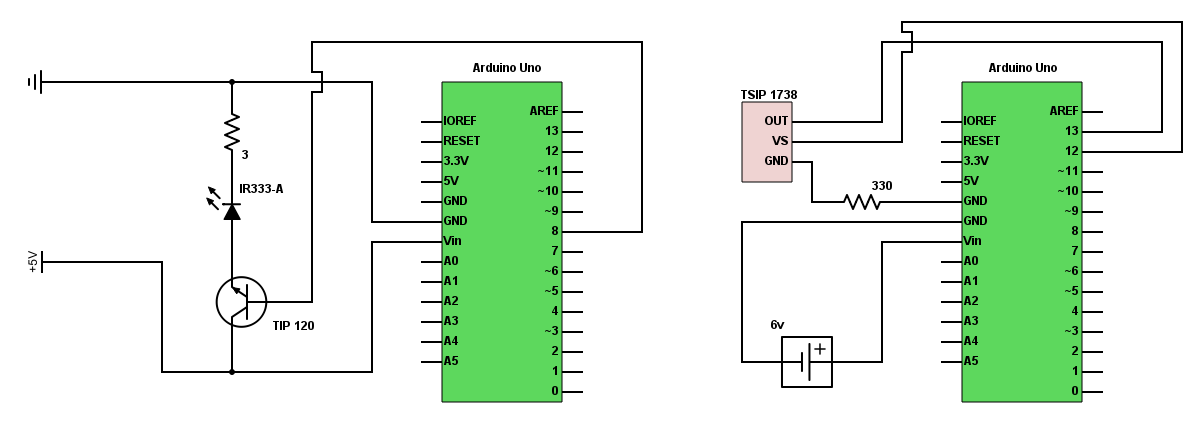 Arduino Uno
IOREF
RESET
3.3V
5V
GND
GND
Vin
A0
A1
A2
A3
A4
A5
AREF
13
12
~11
~10
~9
8
7
~6
~5
4
~3
2
1
0
3
IR333-A
+5V
TIP 120
Arduino Uno
TSIP 1738
OUT
VS
GND
330
6v
+
IOREF
RESET
3.3V
5V
GND
GND
Vin
A0
A1
A2
A3
A4
A5
AREF
13
12
~11
~10
~9
8
7
~6
~5
4
~3
2
1
0